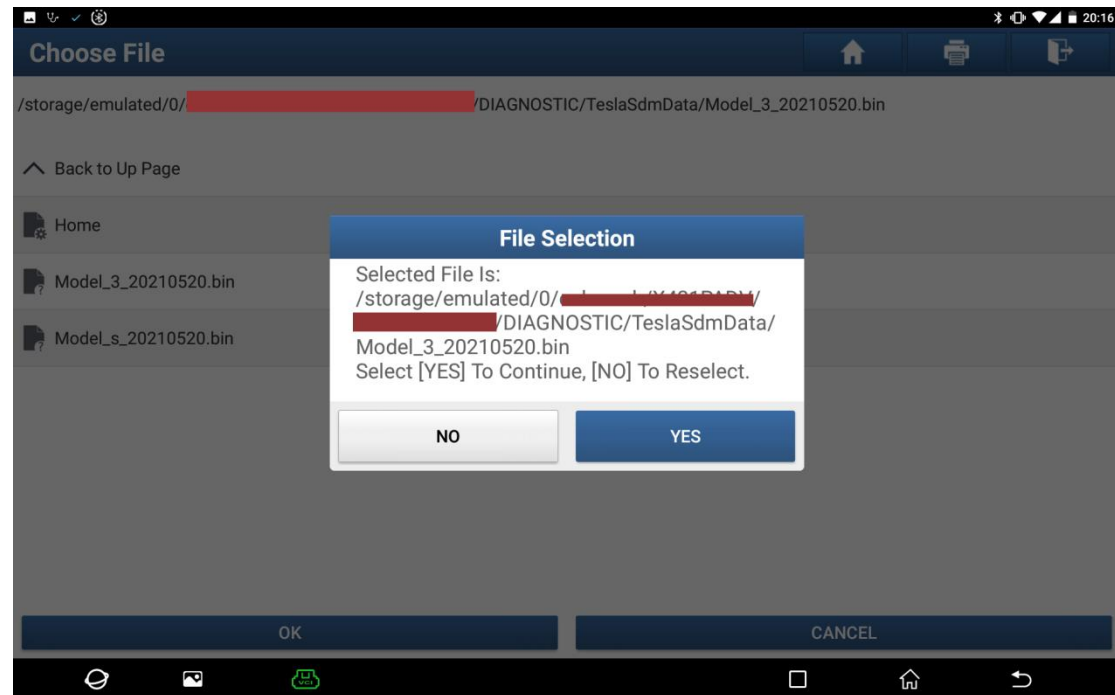 20:16
Choose File
/storage/emulated/0/ /DIAGNOSTIC/TeslaSdmData/Model_3_20210520.bin
Back to Up Page
Home
Model_3_20210520.bin
Model_s_20210520.bin
File Selection
Selected File Is:
/storage/emulated/0/ /
/DIAGNOSTIC/TeslaSdmData/
Model_3_20210520.bin
Select [YES] To Continue, [NO] To Reselect.
NO YES
OK CANCEL
VCI